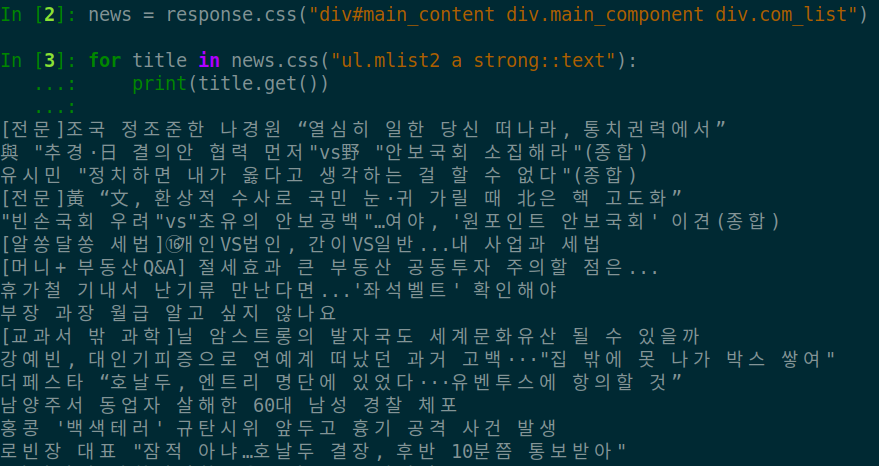 In [2]: news = response.css("div#main_content div.main_component div.com_list")
In [3]: for title in news.css("ul.mlist2 a strong::text"):
   ...:     print(title.get())
   ...:
[전문]조국 정조준한 나경원 “열심히 일한 당신 떠나라, 통치권력에서”
與 "추경·日 결의안 협력 먼저"vs野 "안보국회 소집해라"(종합)
유시민 "정치하면 내가 옳다고 생각하는 걸 할 수 없다"(종합)
[전문]黃 “文, 환상적 수사로 국민 눈·귀 가릴 때 北은 핵 고도화”
"빈손국회 우려"vs"초유의 안보공백"…여야, '원포인트 안보국회' 이견(종합)
[알쏭달쏭 세법]⑯개인VS법인, 간이VS일반...내 사업과 세법
[머니+ 부동산Q&A] 절세효과 큰 부동산 공동투자 주의할 점은...
휴가철 기내서 난기류 만난다면...'좌석벨트' 확인해야
부장 과장 월급 알고 싶지 않나요
[교과서 밖 과학]닐 암스트롱의 발자국도 세계문화유산 될 수 있을까
강예빈, 대인기피증으로 연예계 떠났던 과거 고백···"집 밖에 못 나가 박스 쌓여"
더페스타 “호날두, 엔트리 명단에 있었다···유벤투스에 항의할 것”
남양주서 동업자 살해한 60대 남성 경찰 체포
홍콩 '백색테러' 규탄시위 앞두고 흉기 공격 사건 발생
로빈장 대표 "잠적 아냐…호날두 결장, 후반 10분쯤 통보받아"